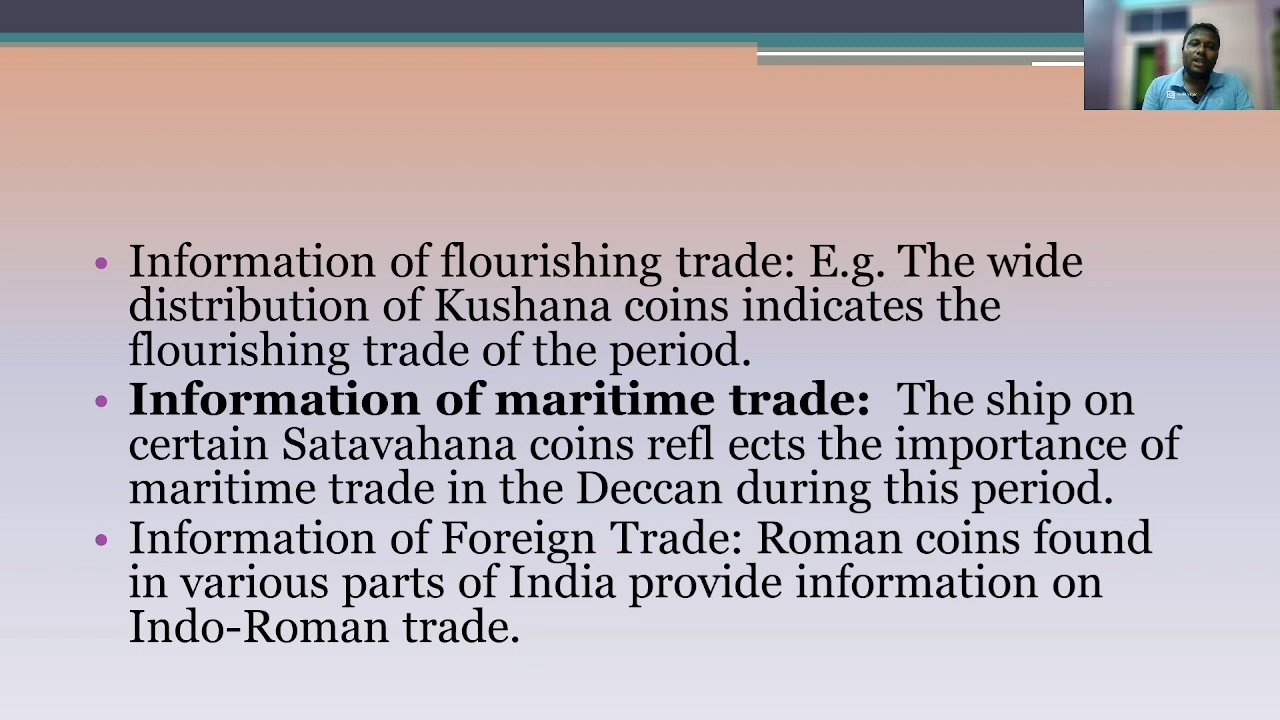 • Information of flourishing trade: E.g. The wide
distribution of Kushana coins indicates the
flourishing trade of the period.
• Information of maritime trade: The ship on
certain Satavahana coins refl ects the importance of
maritime trade in the Deccan during this period.
• Information of Foreign Trade: Roman coins found
in various parts of India provide information on
Indo-Roman trade.